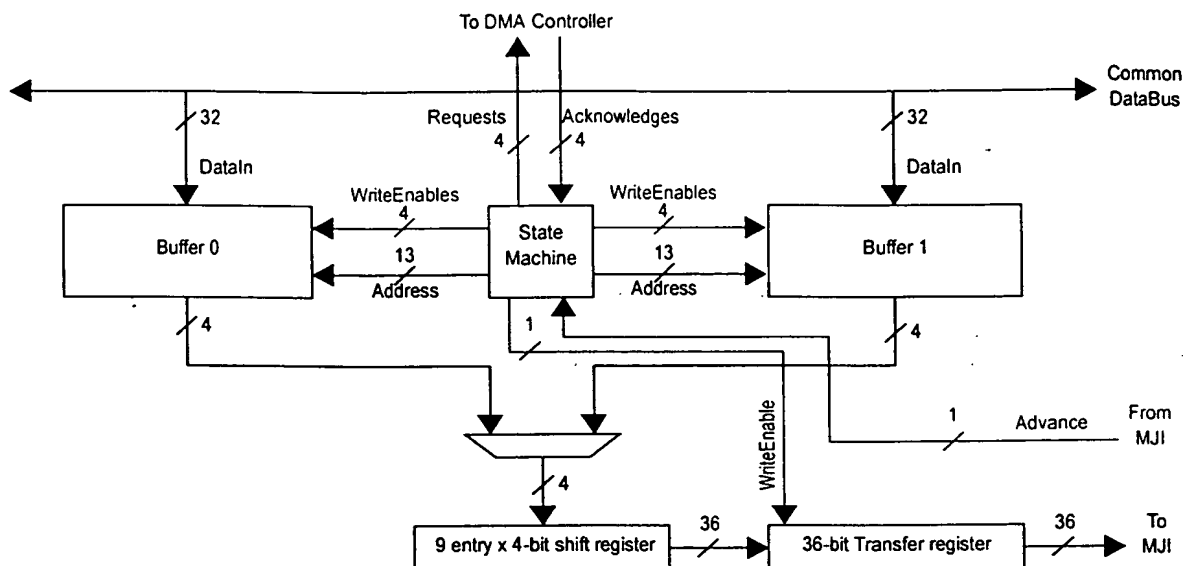 To DMA Controller
Common
DataBus
32
Requests
4
Acknowledges
4
32
DataIn
DataIn
WriteEnables
4
WriteEnables
4
Buffer 0
State
Machine
Buffer 1
13
Address
13
Address
4
1
4
WriteEnable
1
Advance
From
MJI
4
9 entry x 4-bit shift register
36
36-bit Transfer register
36
To
MJI